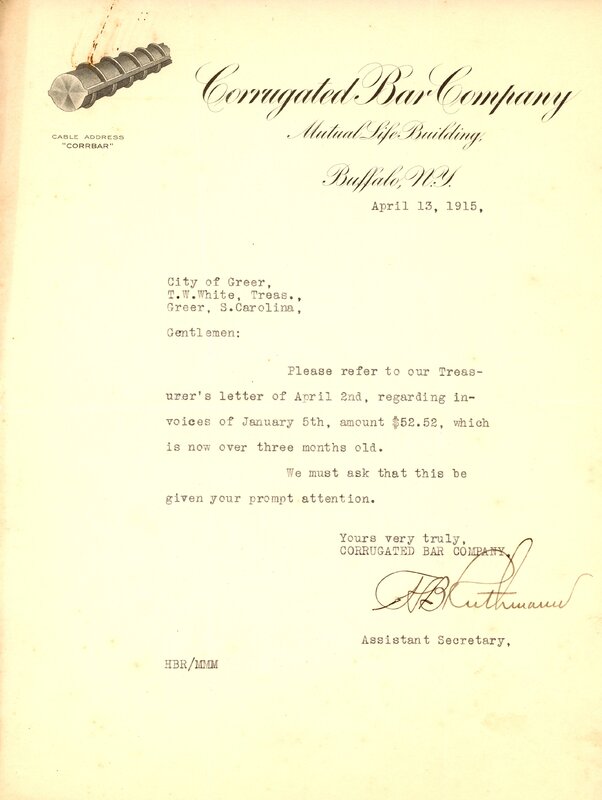 Corrugated Bar Company
Mutual Life Building,
Buffalo, N.Y.
CABLE ADDRESS
"CORRBAR"
April 13, 1915,
City of Greer,
T.W.White, Treas.,
Greer, S.Carolina,
Gentlemen:
Please refer to our Treas-
urer's letter of April 2nd, regarding in-
voices of January 5th, amount $52.52, which
is now over three months old.
We must ask that this be
given your prompt attention.
Yours very truly,
CORRUGATED BAR COMPANY,
HB Ruthmann
Assistant Secretary,
HBR/MMM